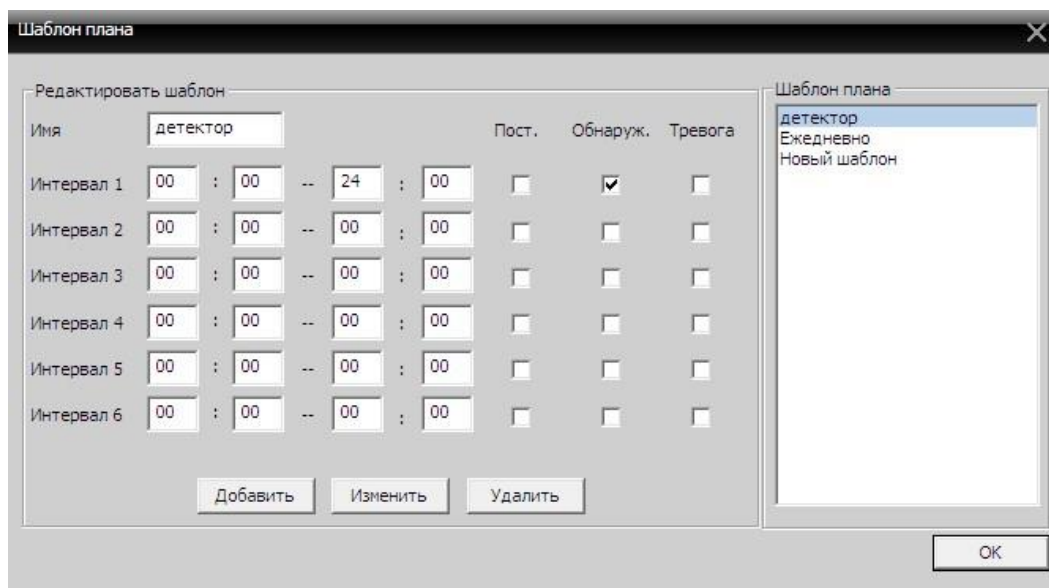 Шаблон плана
Редактировать шаблон
Имя детектор Пост. Обнаруж. Тревога
Интервал 1 00 : 00 -- 24 : 00
Интервал 2 00 : 00 -- 00 : 00
Интервал 3 00 : 00 -- 00 : 00
Интервал 4 00 : 00 -- 00 : 00
Интервал 5 00 : 00 -- 00 : 00
Интервал 6 00 : 00 -- 00 : 00
Добавить Изменить Удалить
Шаблон плана
детектор
Ежедневно
Новый шаблон
OK